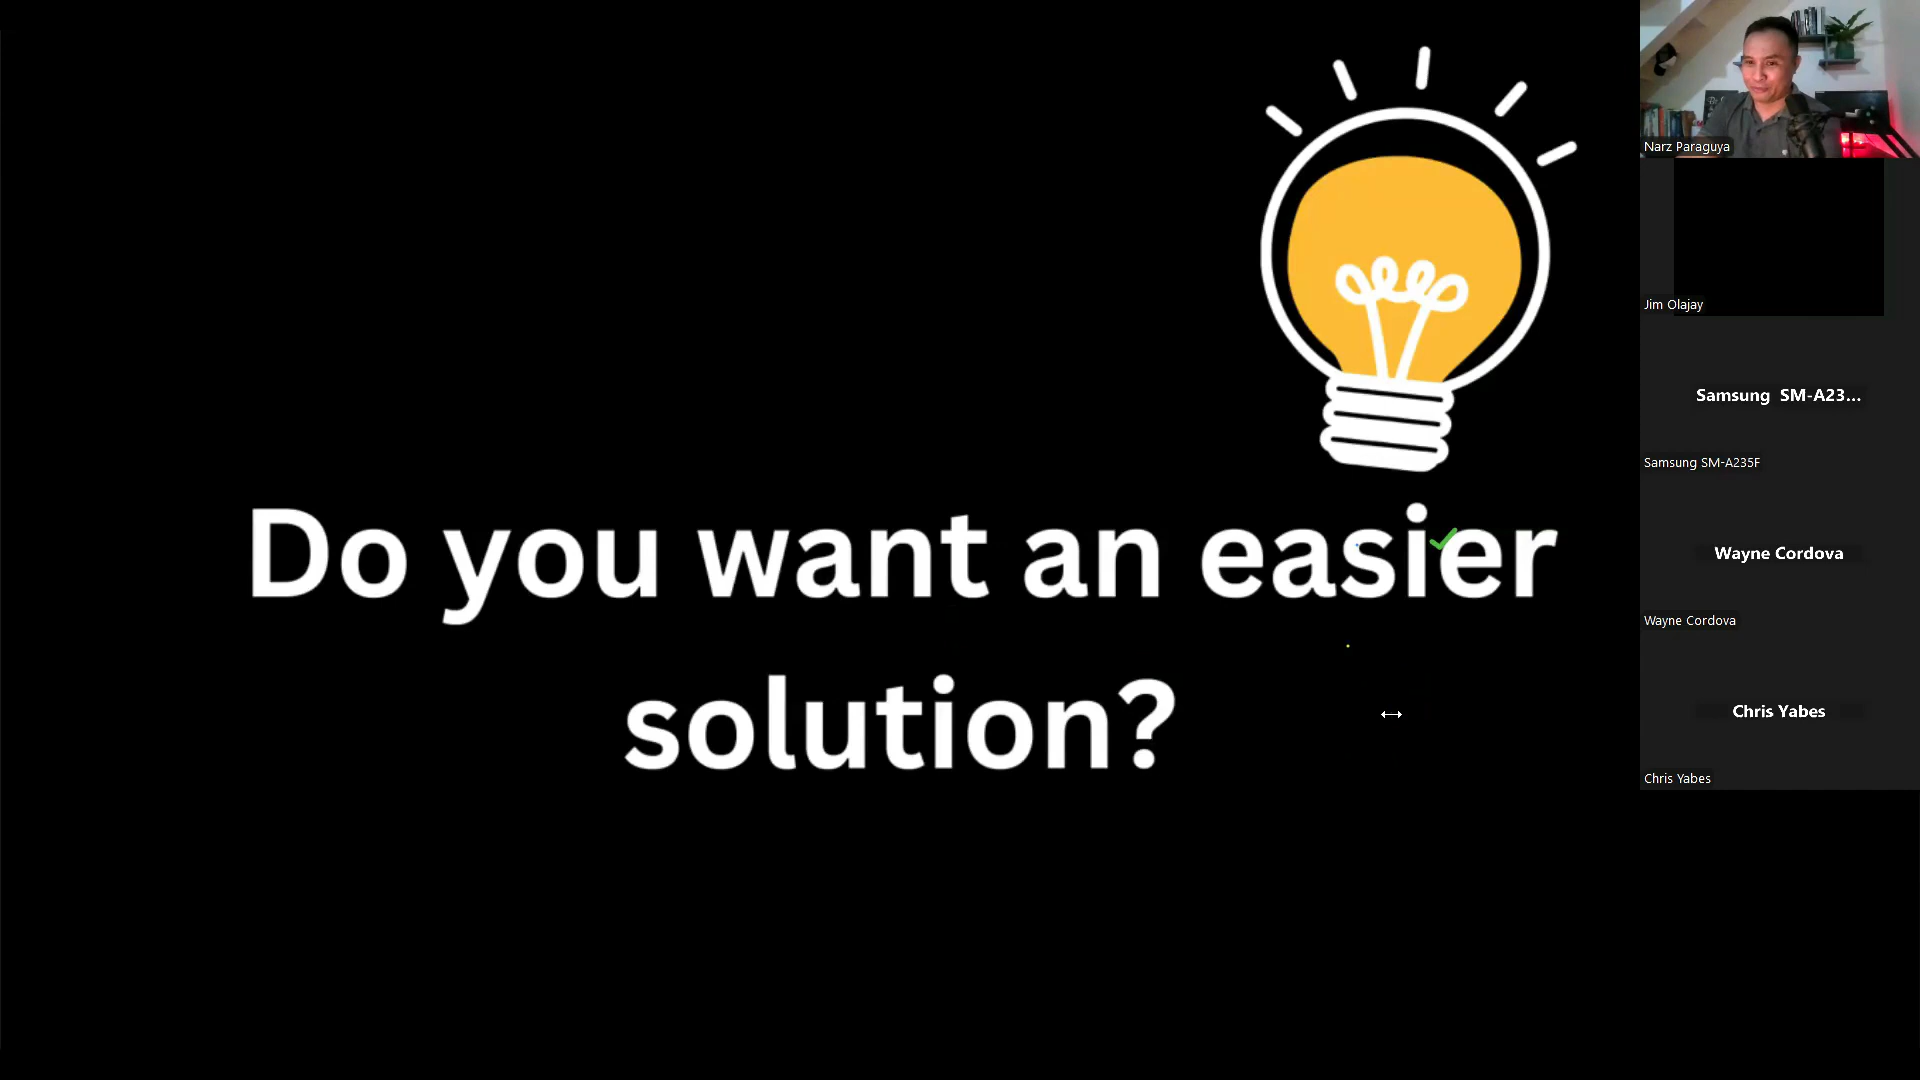 Do you want an easier
solution?
Narz Paraguya
Jim Olajay
Samsung SM-A23...
Samsung SM-A235F
Wayne Cordova
Wayne Cordova
Chris Yabes
Chris Yabes